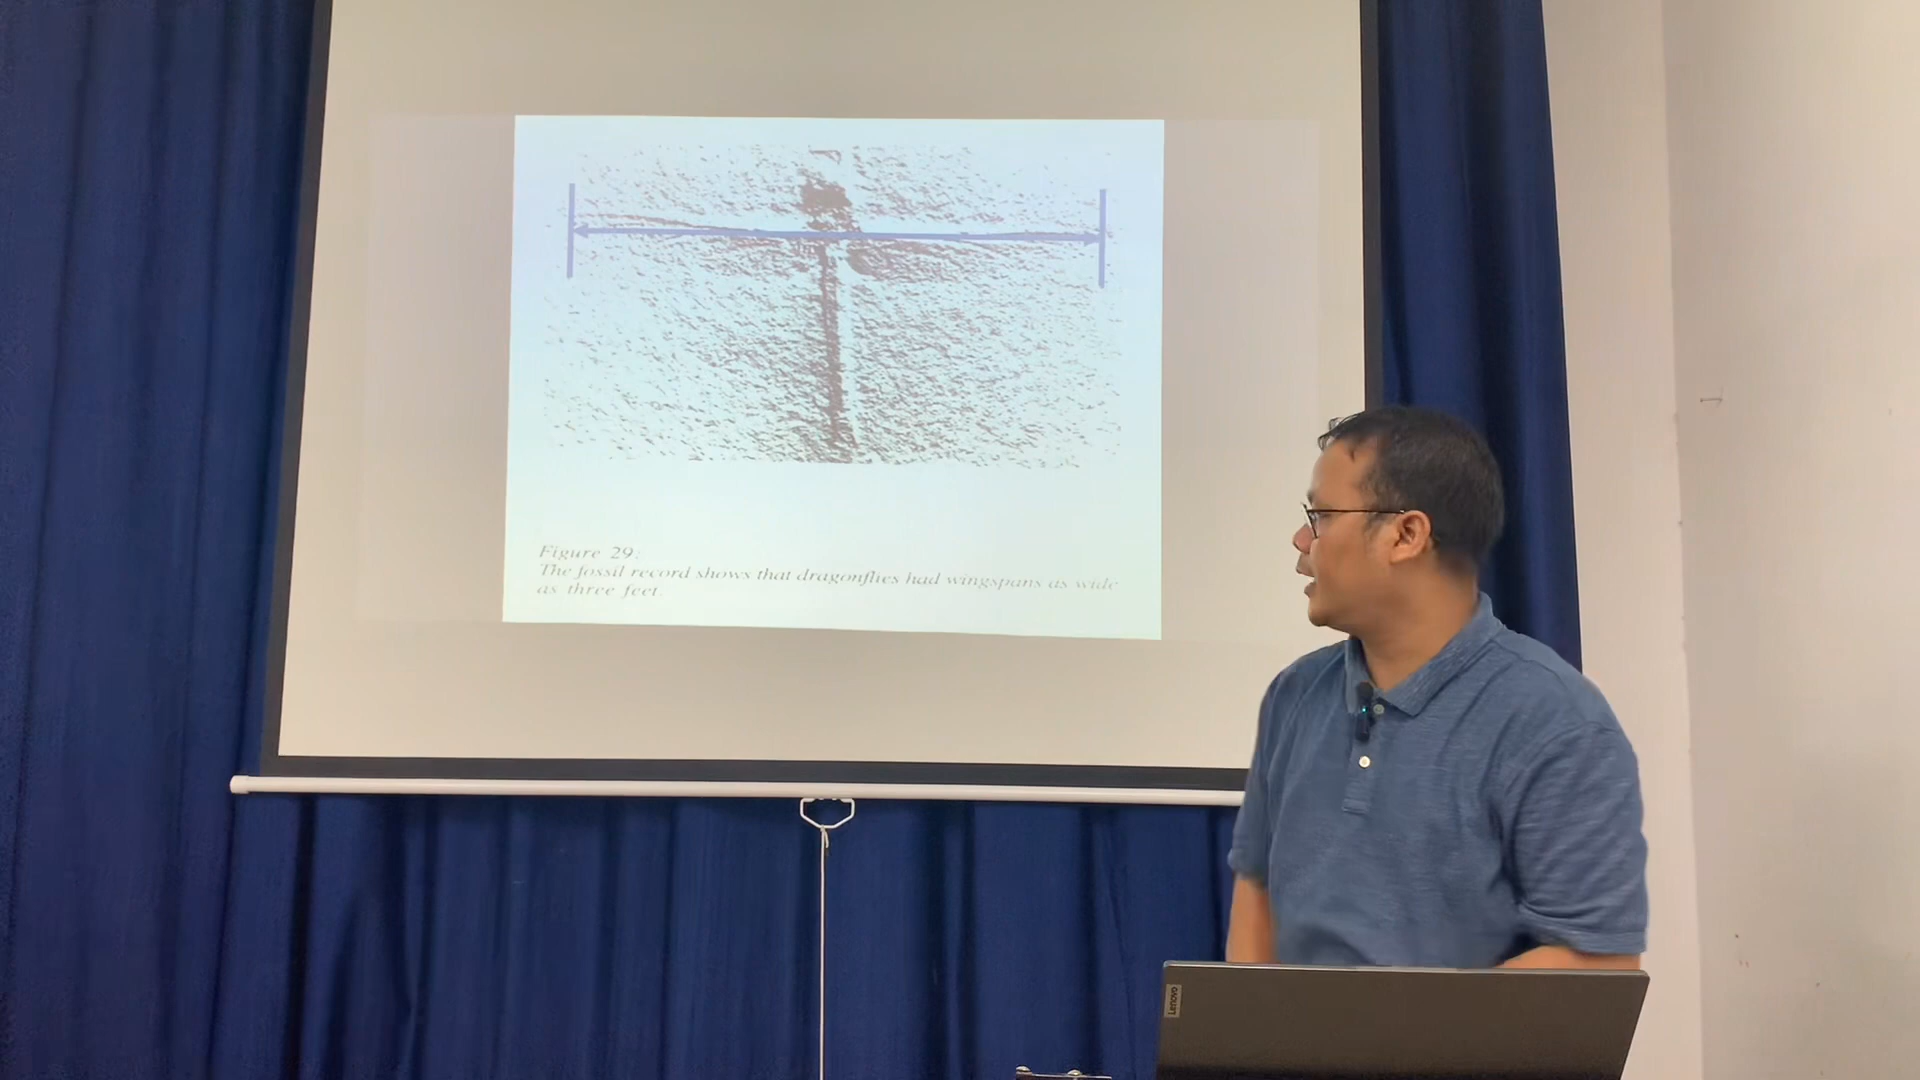 Figure 29:
The fossil record shows that dragonflies had wingspans as wide
as three feet.
Lenovo